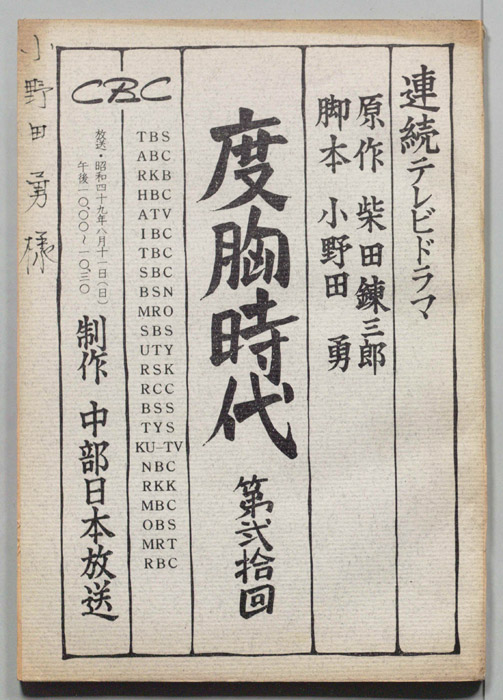 連続テレビドラマ
原作 柴田錬三郎
脚本 小野田 勇
度胸時代 第弐拾回
TBS
ABC
RKB
HBC
ATV
IBC
TBC
SBC
BSN
MRO
SBS
UTY
RSK
RCC
BSS
TYS
KU-TV
NBC
RKK
MBC
OBS
MRT
RBC
CBC
放送・昭和四十九年八月十一日(日)
午後一〇、〇〇〜一〇、三〇
制作 中部日本放送
小野田勇様